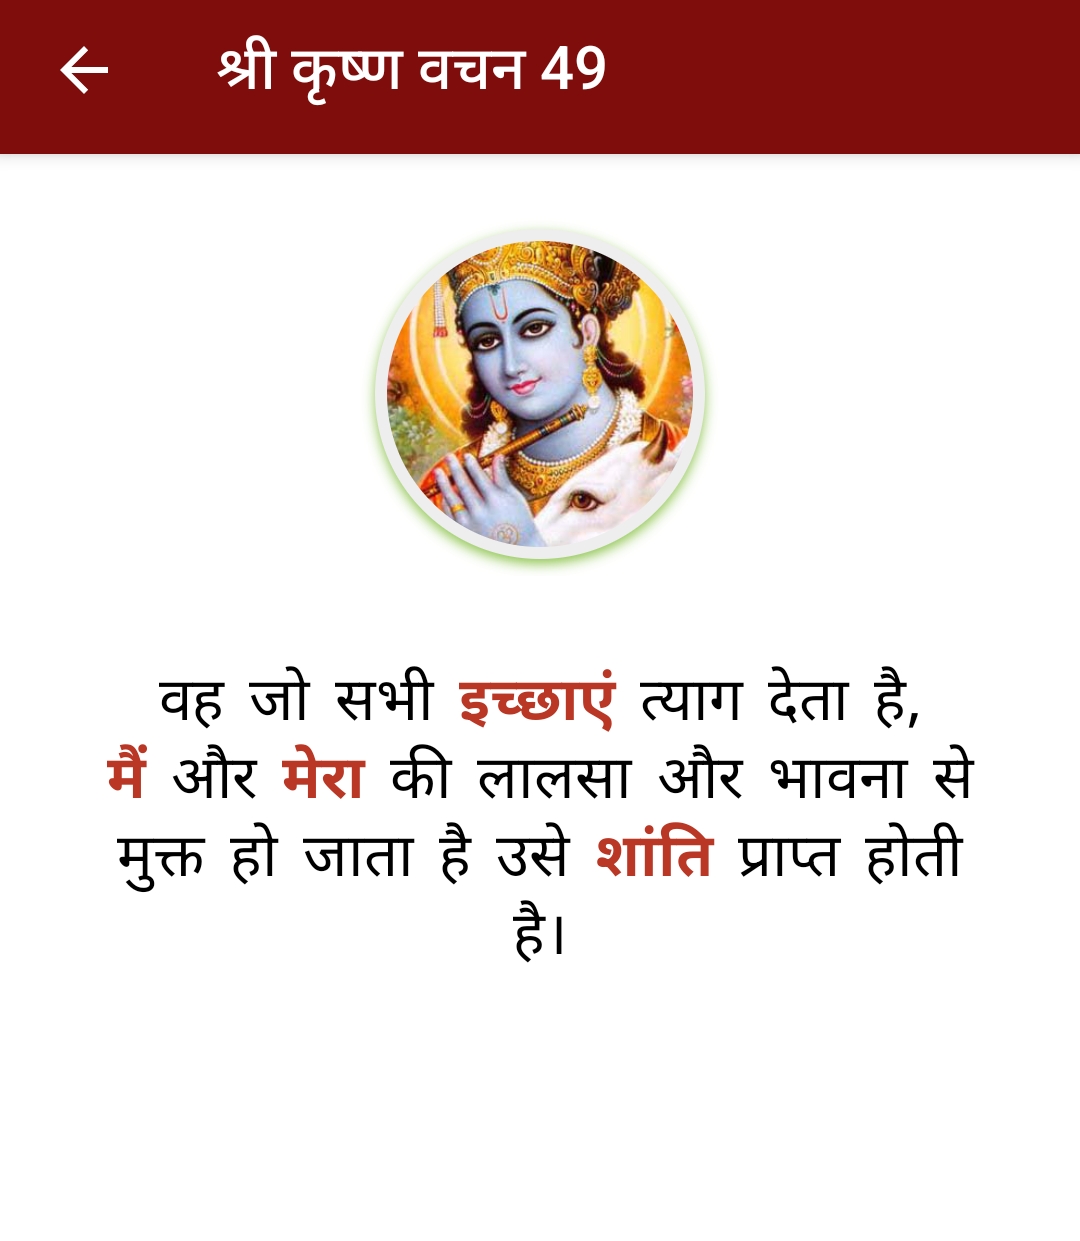 श्री कृष्ण वचन 49
वह जो सभी इच्छाएं त्याग देता है,
मैं और मेरा की लालसा और भावना से
मुक्त हो जाता है उसे शांति प्राप्त होती
है।